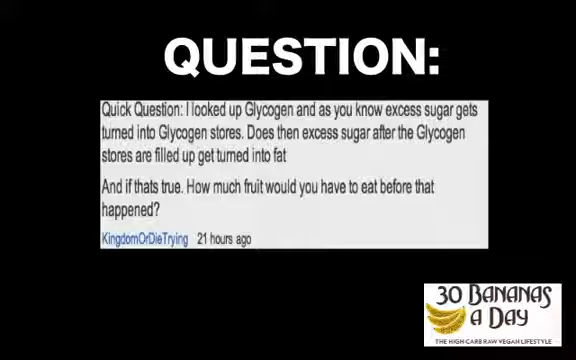 QUESTION:
Quick Question: I looked up Glycogen and as you know excess sugar gets
turned into Glycogen stores. Does then excess sugar after the Glycogen
stores are filled up get turned into fat
And if thats true. How much fruit would you have to eat before that
happened?
KingdomOrDieTrying 21 hours ago
30 BANANAS
A DAY
THE HIGH CARB RAW VEGAN LIFESTYLE